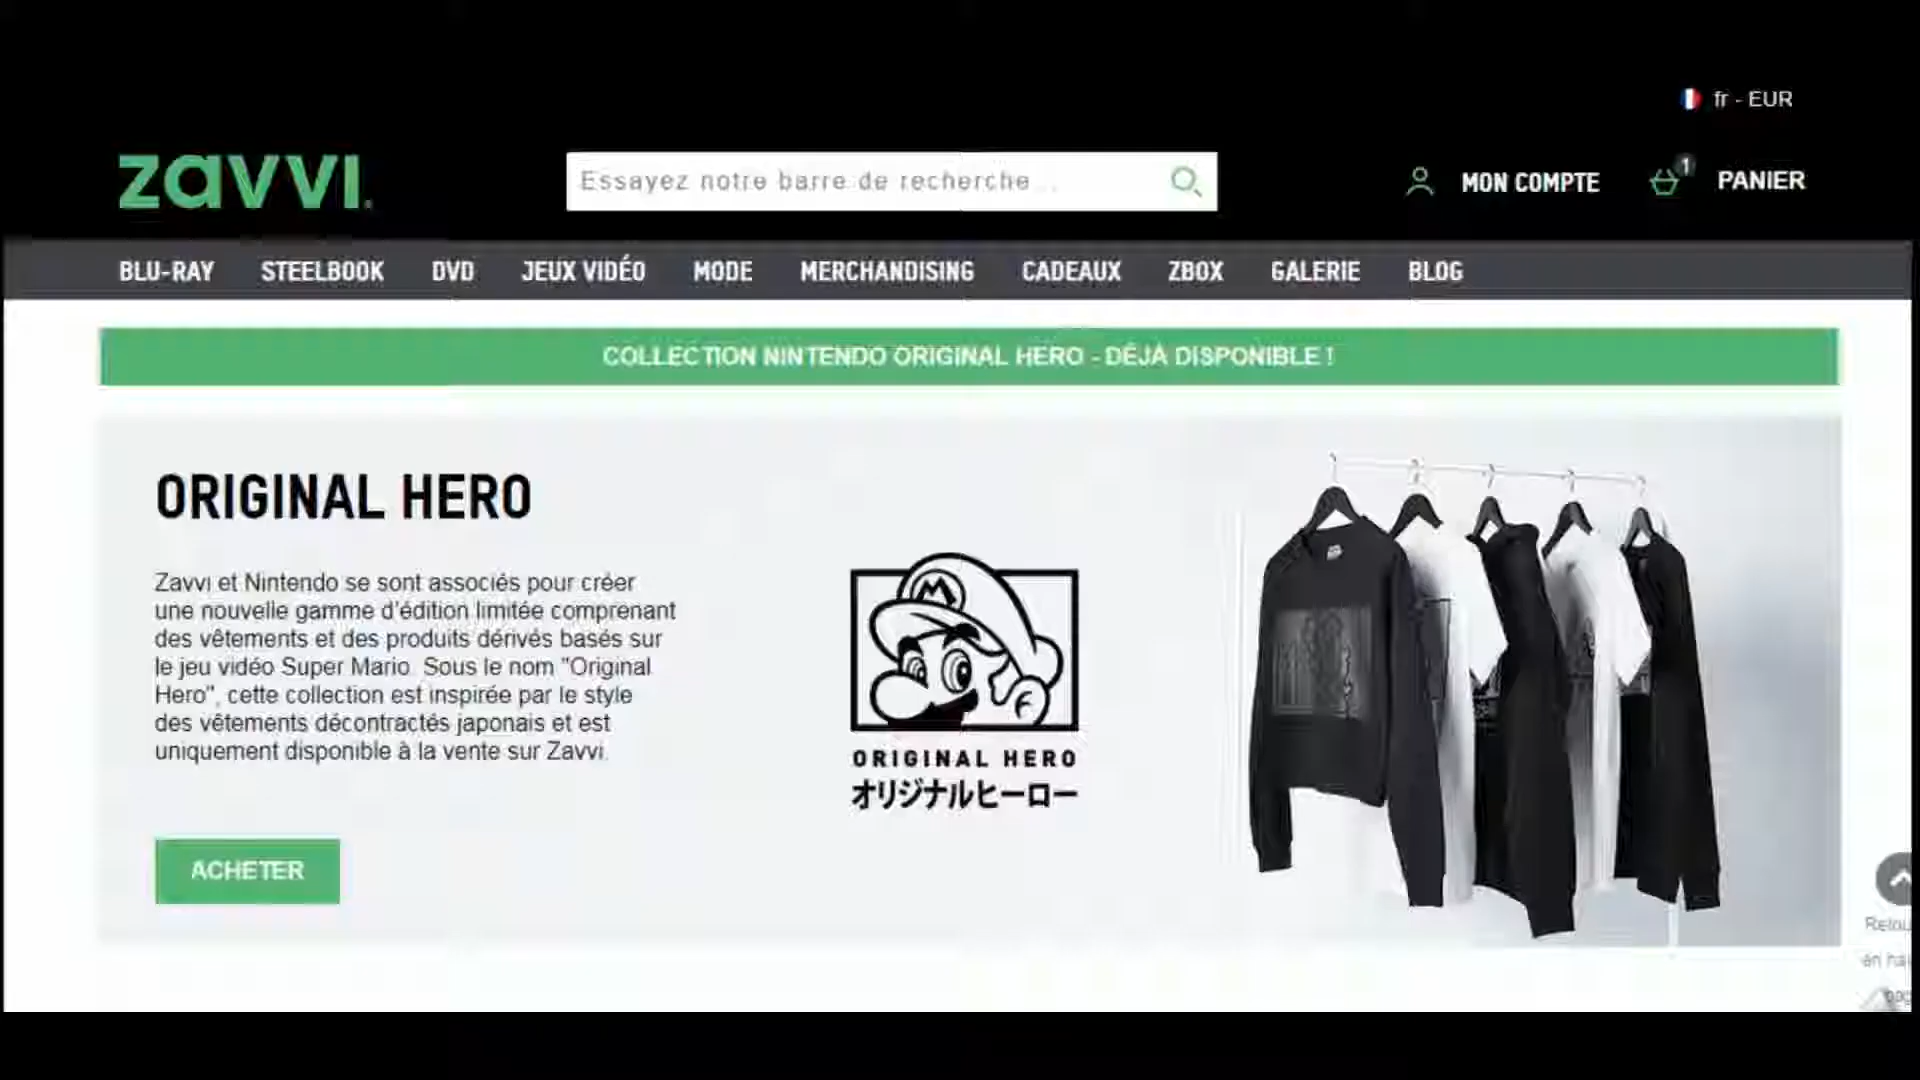 fr - EUR
zavvi.
Essayez notre barre de recherche...
MON COMPTE
1
PANIER
BLU-RAY STEELBOOK DVD JEUX VIDÉO MODE MERCHANDISING CADEAUX ZBOX GALERIE BLOG
COLLECTION NINTENDO ORIGINAL HERO - DÉJÀ DISPONIBLE !
ORIGINAL HERO
Zavvi et Nintendo se sont associés pour créer
une nouvelle gamme d'édition limitée comprenant
des vêtements et des produits dérivés basés sur
le jeu vidéo Super Mario. Sous le nom "Original
Hero", cette collection est inspirée par le style
des vêtements décontractés japonais et est
uniquement disponible à la vente sur Zavvi.
ACHETER
M
ORIGINAL HERO
オリジナルヒーロー
Retou
en hau